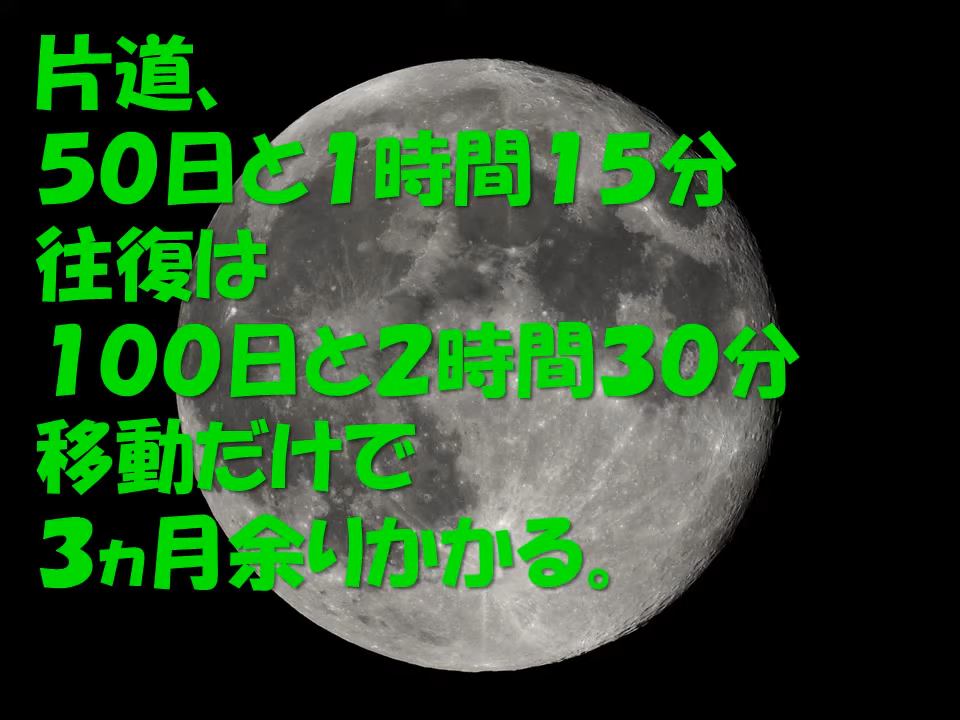 片道、
50日と1時間15分
往復は
100日と2時間30分
移動だけで
3ヵ月余りかかる。